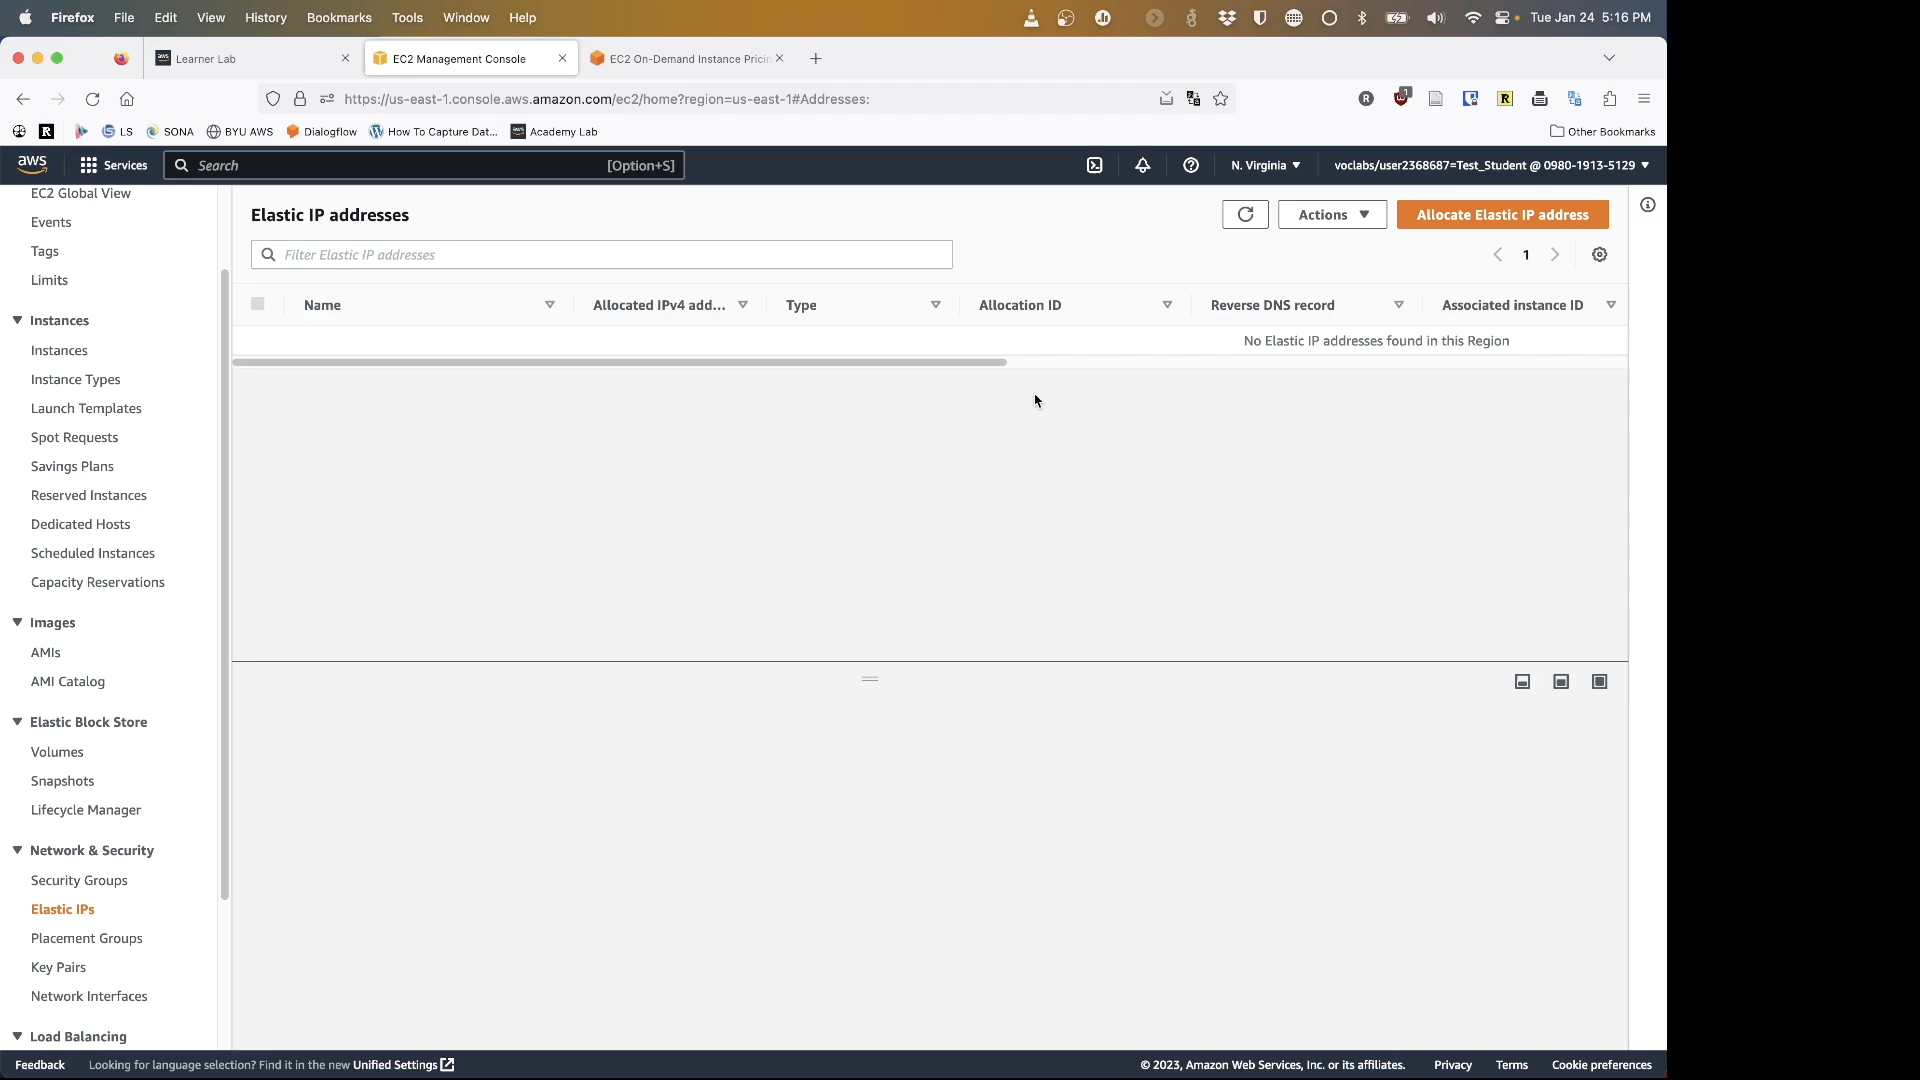 Firefox File Edit View History Bookmarks Tools Window Help Tue Jan 24 5:16 PM
Learner Lab EC2 Management Console EC2 On-Demand Instance Pricin
https://us-east-1.console.aws.amazon.com/ec2/home?region=us-east-1#Addresses:
LS SONA BYU AWS Dialogflow How To Capture Dat... Academy Lab Other Bookmarks
aws Services Search [Option+S] N. Virginia voclabs/user2368687=Test_Student @ 0980-1913-5129
EC2 Global View
Events
Tags
Limits
Instances
Instances
Instance Types
Launch Templates
Spot Requests
Savings Plans
Reserved Instances
Dedicated Hosts
Scheduled Instances
Capacity Reservations
Images
AMIs
AMI Catalog
Elastic Block Store
Volumes
Snapshots
Lifecycle Manager
Network & Security
Security Groups
Elastic IPs
Placement Groups
Key Pairs
Network Interfaces
Load Balancing
Elastic IP addresses Actions Allocate Elastic IP address
Filter Elastic IP addresses 1
Name Allocated IPv4 add... Type Allocation ID Reverse DNS record Associated instance ID
No Elastic IP addresses found in this Region
Feedback Looking for language selection? Find it in the new Unified Settings © 2023, Amazon Web Services, Inc. or its affiliates. Privacy Terms Cookie preferences